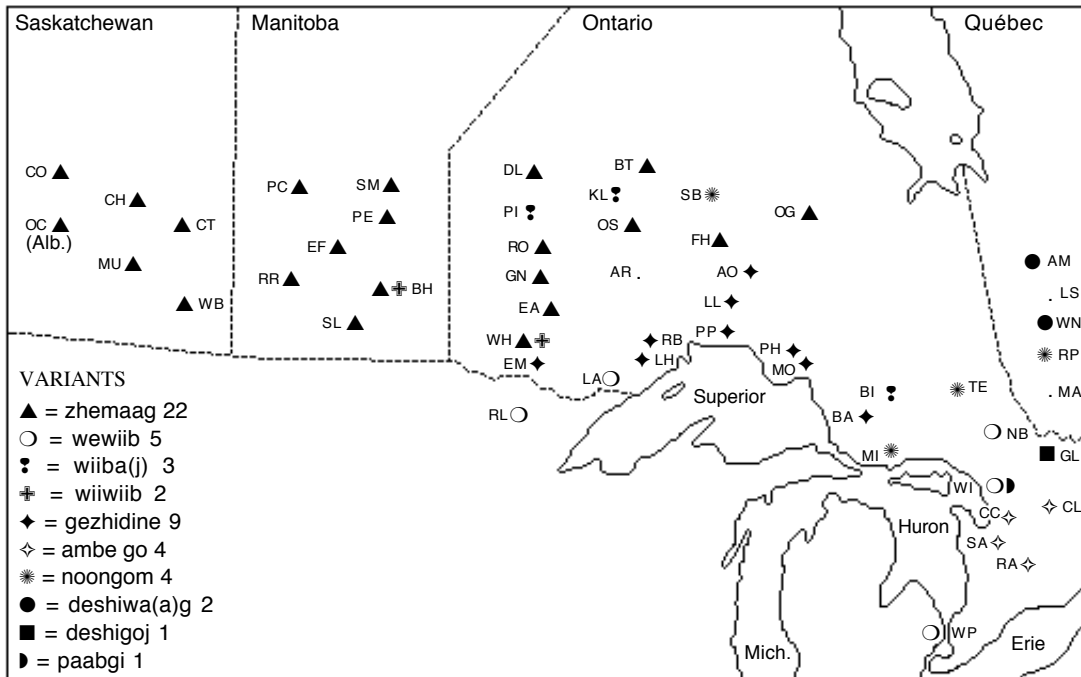 Saskatchewan
Manitoba
Ontario
Québec
CO
CH
OC
(Alb.)
CT
MU
WB
PC
SM
PE
EF
RR
BH
SL
DL
BT
KL
SB
PI
OS
OG
RO
FH
GN
AR
AO
EA
LL
WH
RB
PP
EM
LH
PH
MO
LA
RL
BI
BA
MI
TE
AM
LS
WN
RP
MA
NB
GL
WI
CC
CL
SA
RA
WP
Superior
Huron
Mich.
Erie
VARIANTS
▲ = zhemaag 22
❍ = wewiib 5
❢ = wiiba(j) 3
✙ = wiiwiib 2
✦ = gezhidine 9
✧ = ambe go 4
✺ = noongom 4
● = deshiwa(a)g 2
■ = deshigoj 1
◗ = paabgi 1